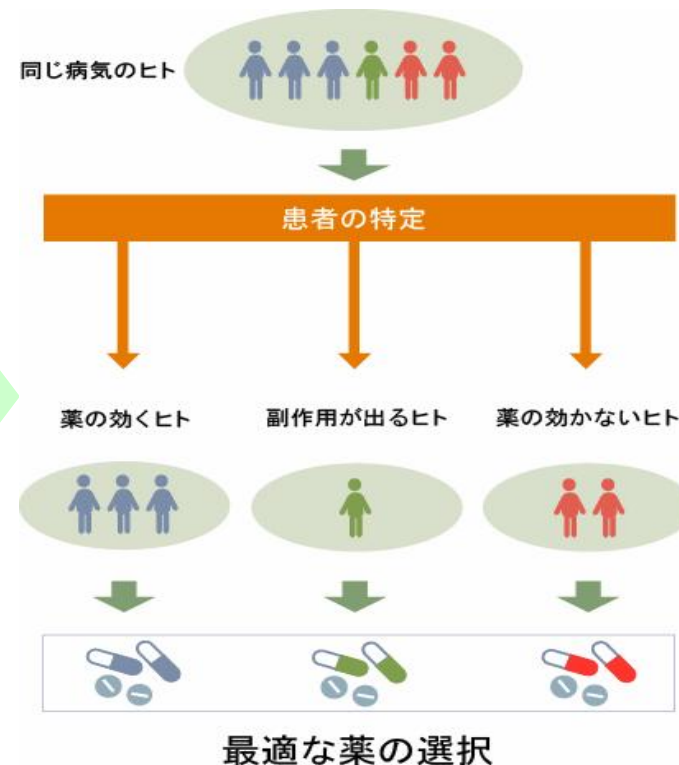 同じ病気のヒト
患者の特定
薬の効くヒト
副作用が出るヒト
薬の効かないヒト
最適な薬の選択